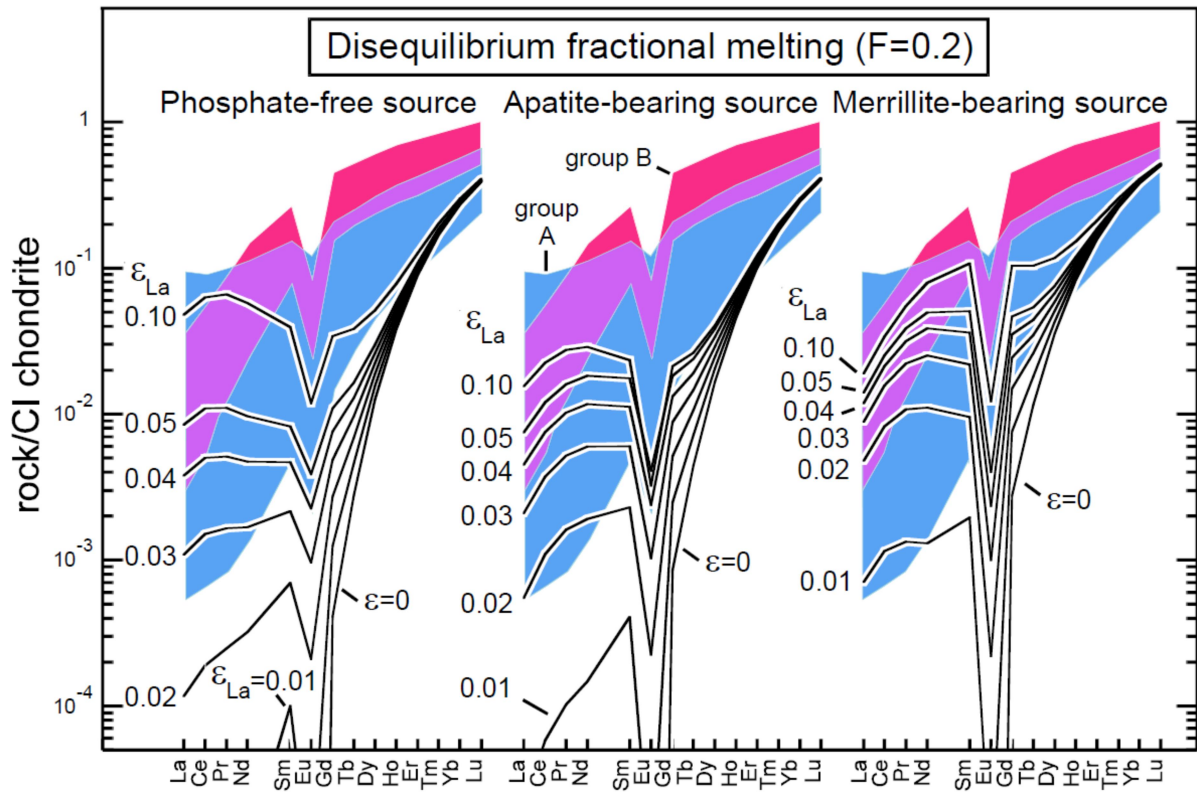 Disequilibrium fractional melting (F=0.2)
Phosphate-free source
Apatite-bearing source
Merrillite-bearing source
rock/CI chondrite
1
10⁻¹
10⁻²
10⁻³
10⁻⁴
εLa
0.10
0.05
0.04
0.03
0.02
εLa=0.01
ε=0
group B
group
A
εLa
0.10
0.05
0.04
0.03
0.02
0.01
ε=0
εLa
0.10
0.05
0.04
0.03
0.02
0.01
ε=0
La Ce Pr Nd Sm Eu Gd Tb Dy Ho Er Tm Yb Lu
La Ce Pr Nd Sm Eu Gd Tb Dy Ho Er Tm Yb Lu
La Ce Pr Nd Sm Eu Gd Tb Dy Ho Er Tm Yb Lu